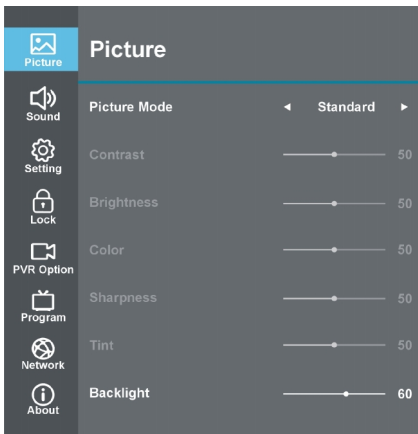 Picture
Picture
Sound
Picture Mode ◄ Standard ►
Setting
Contrast 50
Lock
Brightness 50
PVR Option
Color 50
Program
Sharpness 50
Network
Tint 50
About
Backlight 60